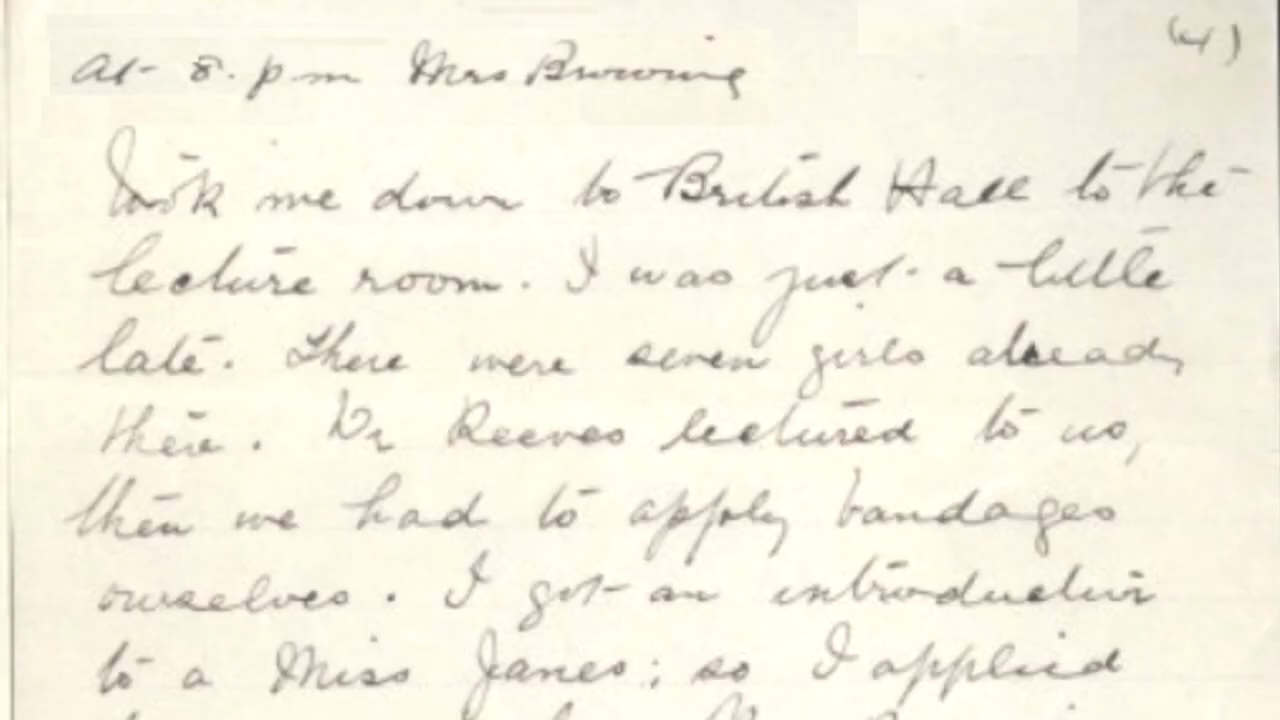 (4)
At 8. pm Mrs Browning
took me down to British Hall to the
lecture room. I was just a little
late. There were seven girls already
there. Dr Reeves lectured to us,
then we had to apply bandages
ourselves. I got an introduction
to a Miss Janes; so I applied